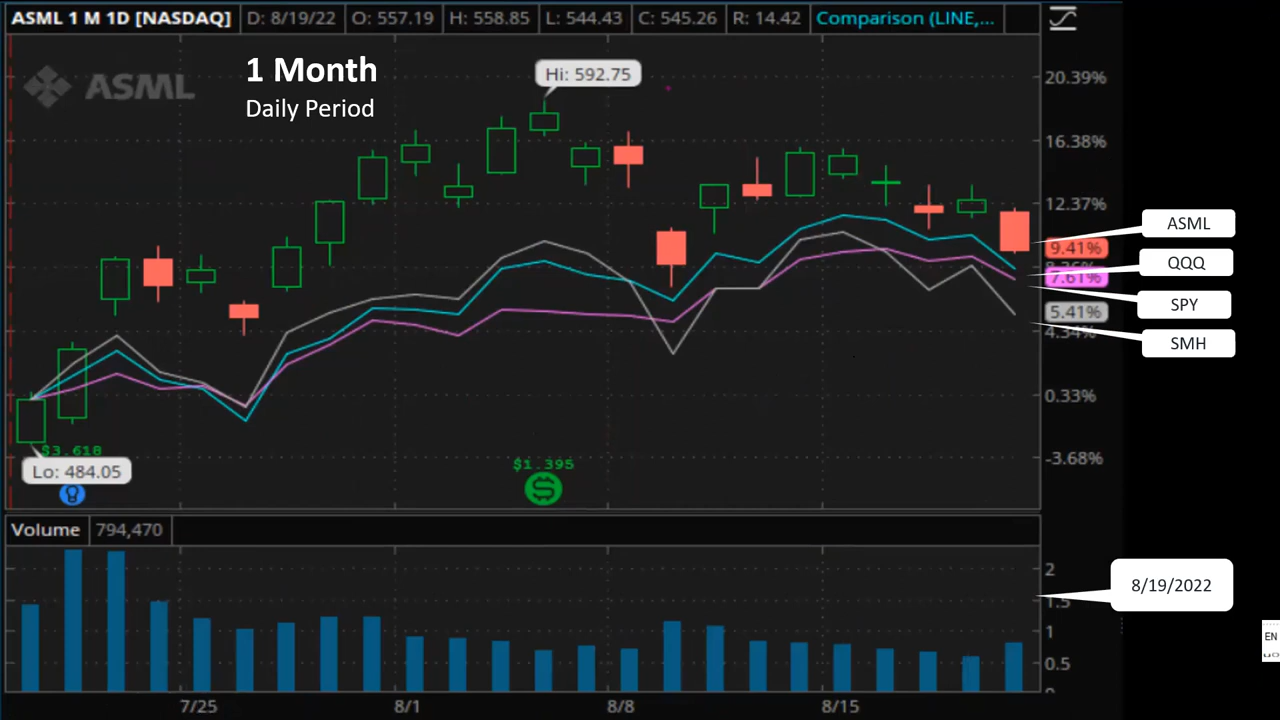 ASML 1 M 1D [NASDAQ] D: 8/19/22 O: 557.19 H: 558.85 L: 544.43 C: 545.26 R: 14.42 Comparison (LINE,...
ASML
1 Month
Daily Period
Hi: 592.75
20.39%
16.38%
12.37%
ASML
9.41%
QQQ
7.61%
SPY
5.41%
4.34%
SMH
0.33%
$3.618
-3.68%
Lo: 484.05
$1.395
Volume 794,470
2
8/19/2022
1.5
1
0.5
0
7/25 8/1 8/8 8/15
EN